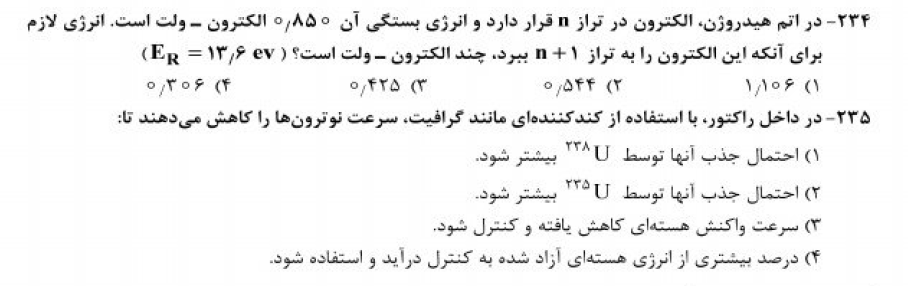 ۲۳۴- در اتم هیدروژن، الکترون در تراز n قرار دارد و انرژی بستگی آن ۰٫۸۵۰ الکترون ـ ولت است. انرژی لازم
برای آنکه این الکترون را به تراز n + ۱ ببرد، چند الکترون ـ ولت است؟ (E_R = ۱۳٫۶ ev)
۱) ۱٫۱۰۶ ۲) ۰٫۵۴۴ ۳) ۰٫۴۲۵ ۴) ۰٫۳۰۶
۲۳۵- در داخل راکتور، با استفاده از کندکننده‌ای مانند گرافیت، سرعت نوترون‌ها را کاهش می‌دهند تا:
۱) احتمال جذب آنها توسط ²³⁸U بیشتر شود.
۲) احتمال جذب آنها توسط ²³⁵U بیشتر شود.
۳) سرعت واکنش هسته‌ای کاهش یافته و کنترل شود.
۴) درصد بیشتری از انرژی هسته‌ای آزاد شده به کنترل درآید و استفاده شود.